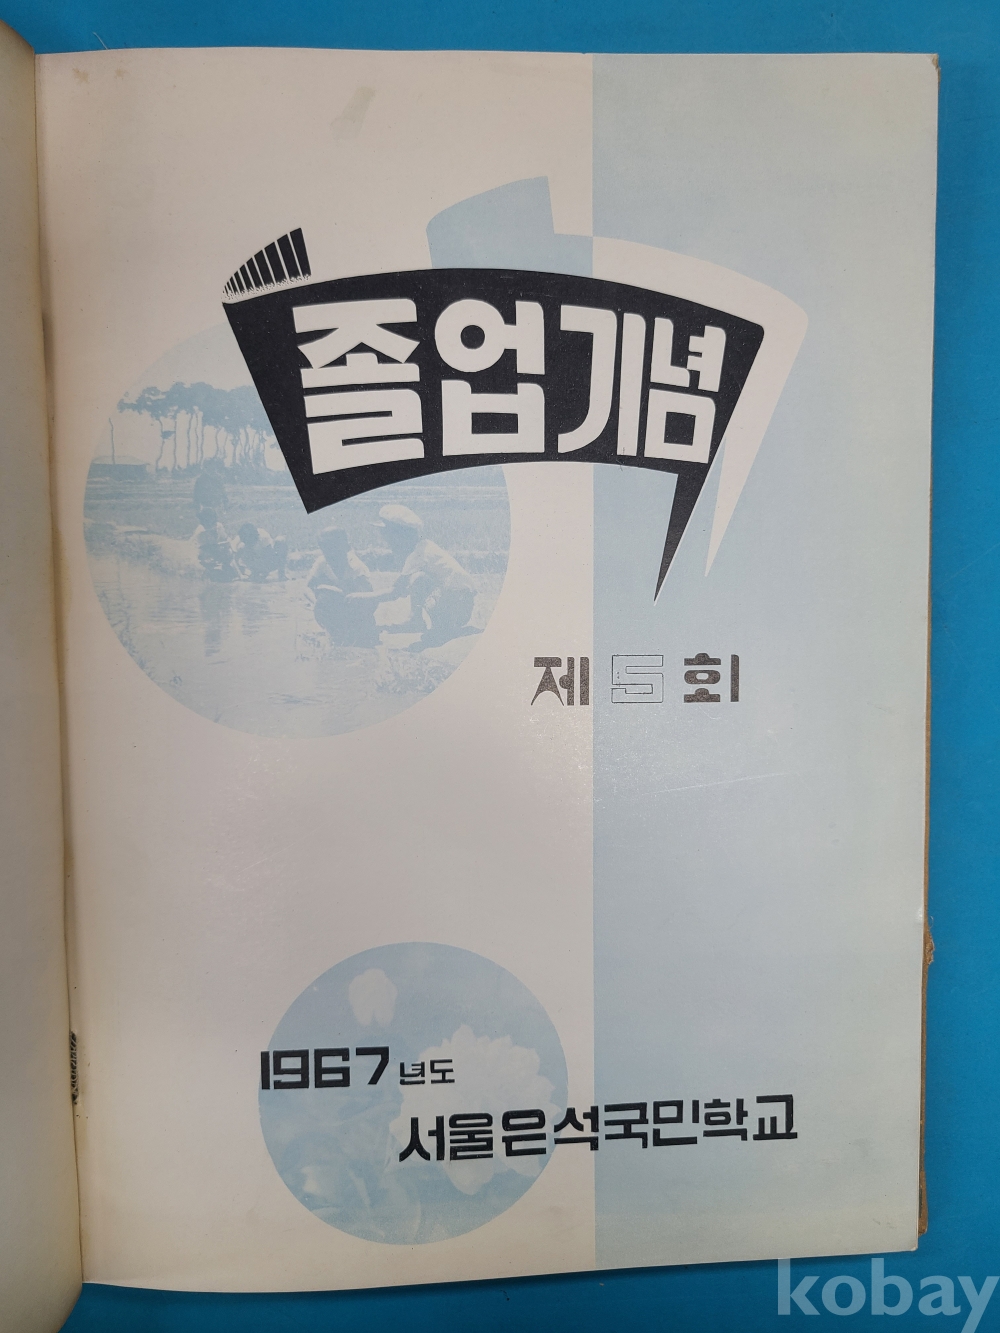 졸업기념
제5회
1967년도
서울은석국민학교
kobay